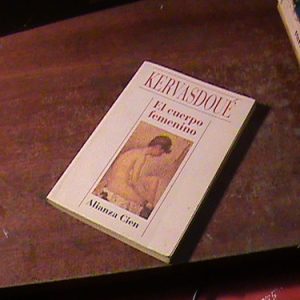 KERVASDOUÉ
El cuerpo
femenino
Alianza Cien